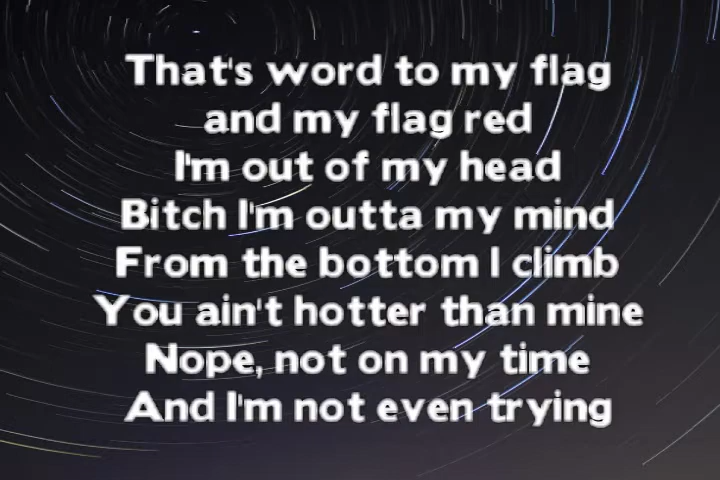 That's word to my flag
and my flag red
I'm out of my head
Bitch I'm outta my mind
From the bottom I climb
You ain't hotter than mine
Nope, not on my time
And I'm not even trying